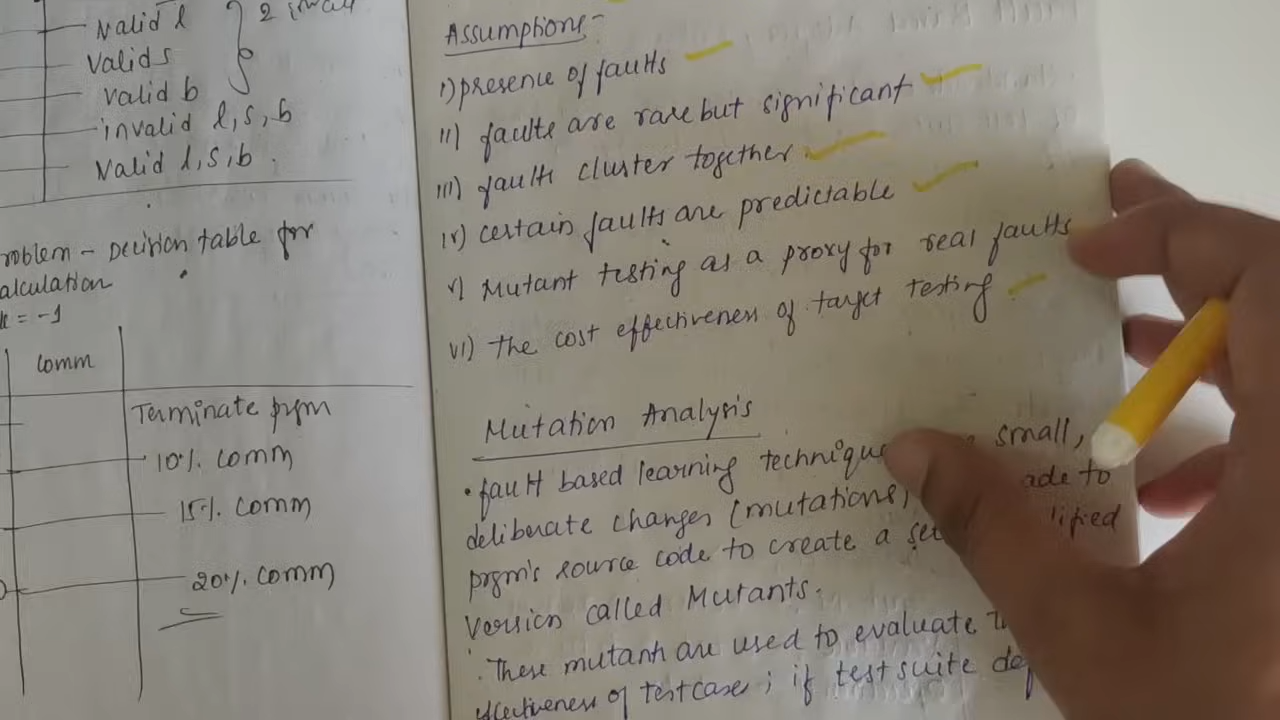 valid l
valid s
valid b
invalid l, s, b
valid l, s, b.
roblem - Decision table for
alculation
= -1
comm
Terminate prgm
10%. comm
15%. comm
20%. comm
Assumptions:-
i) presence of faults
ii) faults are rare but significant
iii) faults cluster together
iv) certain faults are predictable
v) Mutant testing as a proxy for real faults
vi) the cost effectiveness of target testing
Mutation Analysis
• fault based learning technique small,
deliberate changes (mutations) ade to
prgm's source code to create a set ified
version called Mutants.
. These mutant are used to evaluate
effectiveness of testcase ; if test suite